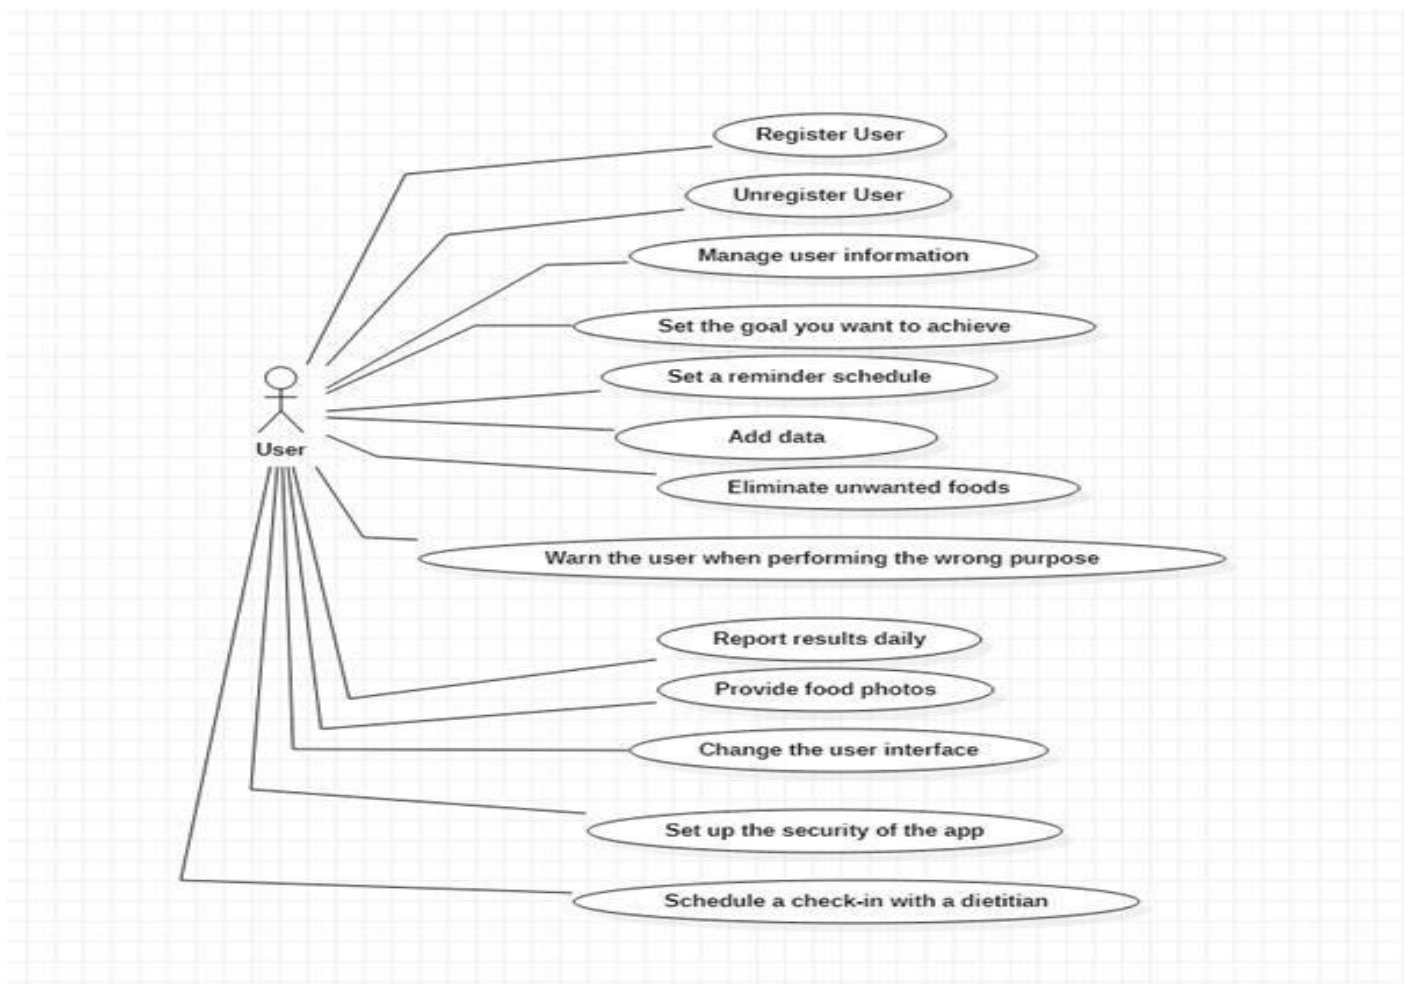 Register User
Unregister User
Manage user information
Set the goal you want to achieve
Set a reminder schedule
User
Add data
Eliminate unwanted foods
Warn the user when performing the wrong purpose
Report results daily
Provide food photos
Change the user interface
Set up the security of the app
Schedule a check-in with a dietitian